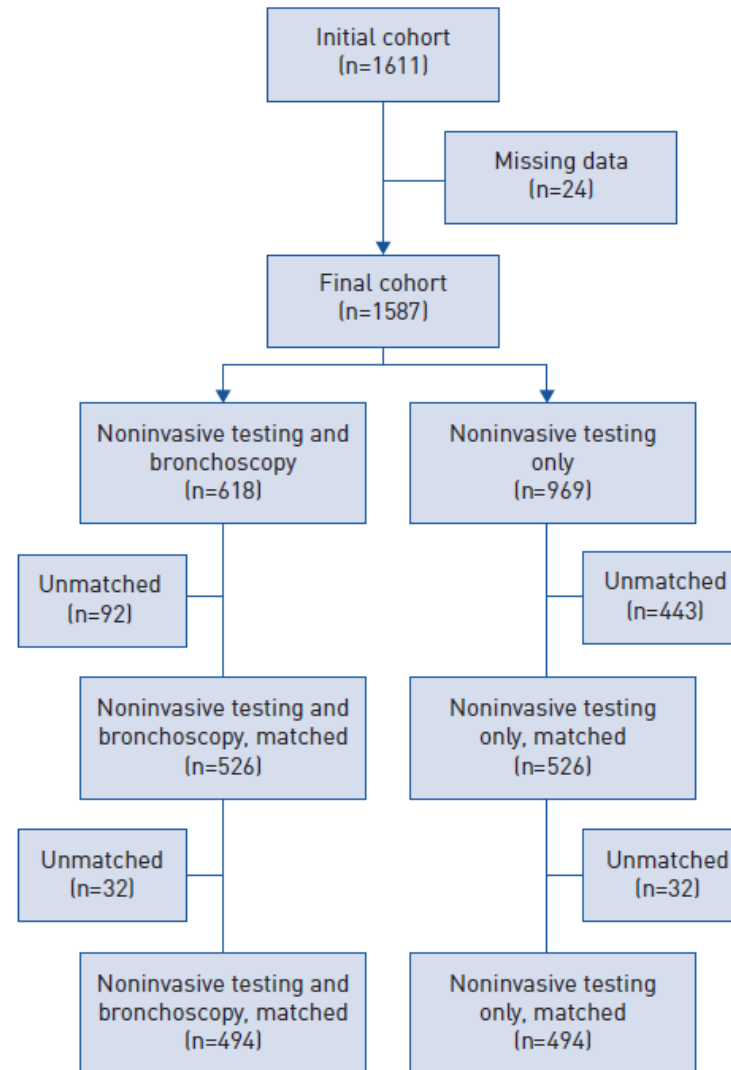 Initial cohort
(n=1611)
Missing data
(n=24)
Final cohort
(n=1587)
Noninvasive testing and
bronchoscopy
(n=618)
Noninvasive testing
only
(n=969)
Unmatched
(n=92)
Unmatched
(n=443)
Noninvasive testing and
bronchoscopy, matched
(n=526)
Noninvasive testing
only, matched
(n=526)
Unmatched
(n=32)
Unmatched
(n=32)
Noninvasive testing and
bronchoscopy, matched
(n=494)
Noninvasive testing
only, matched
(n=494)